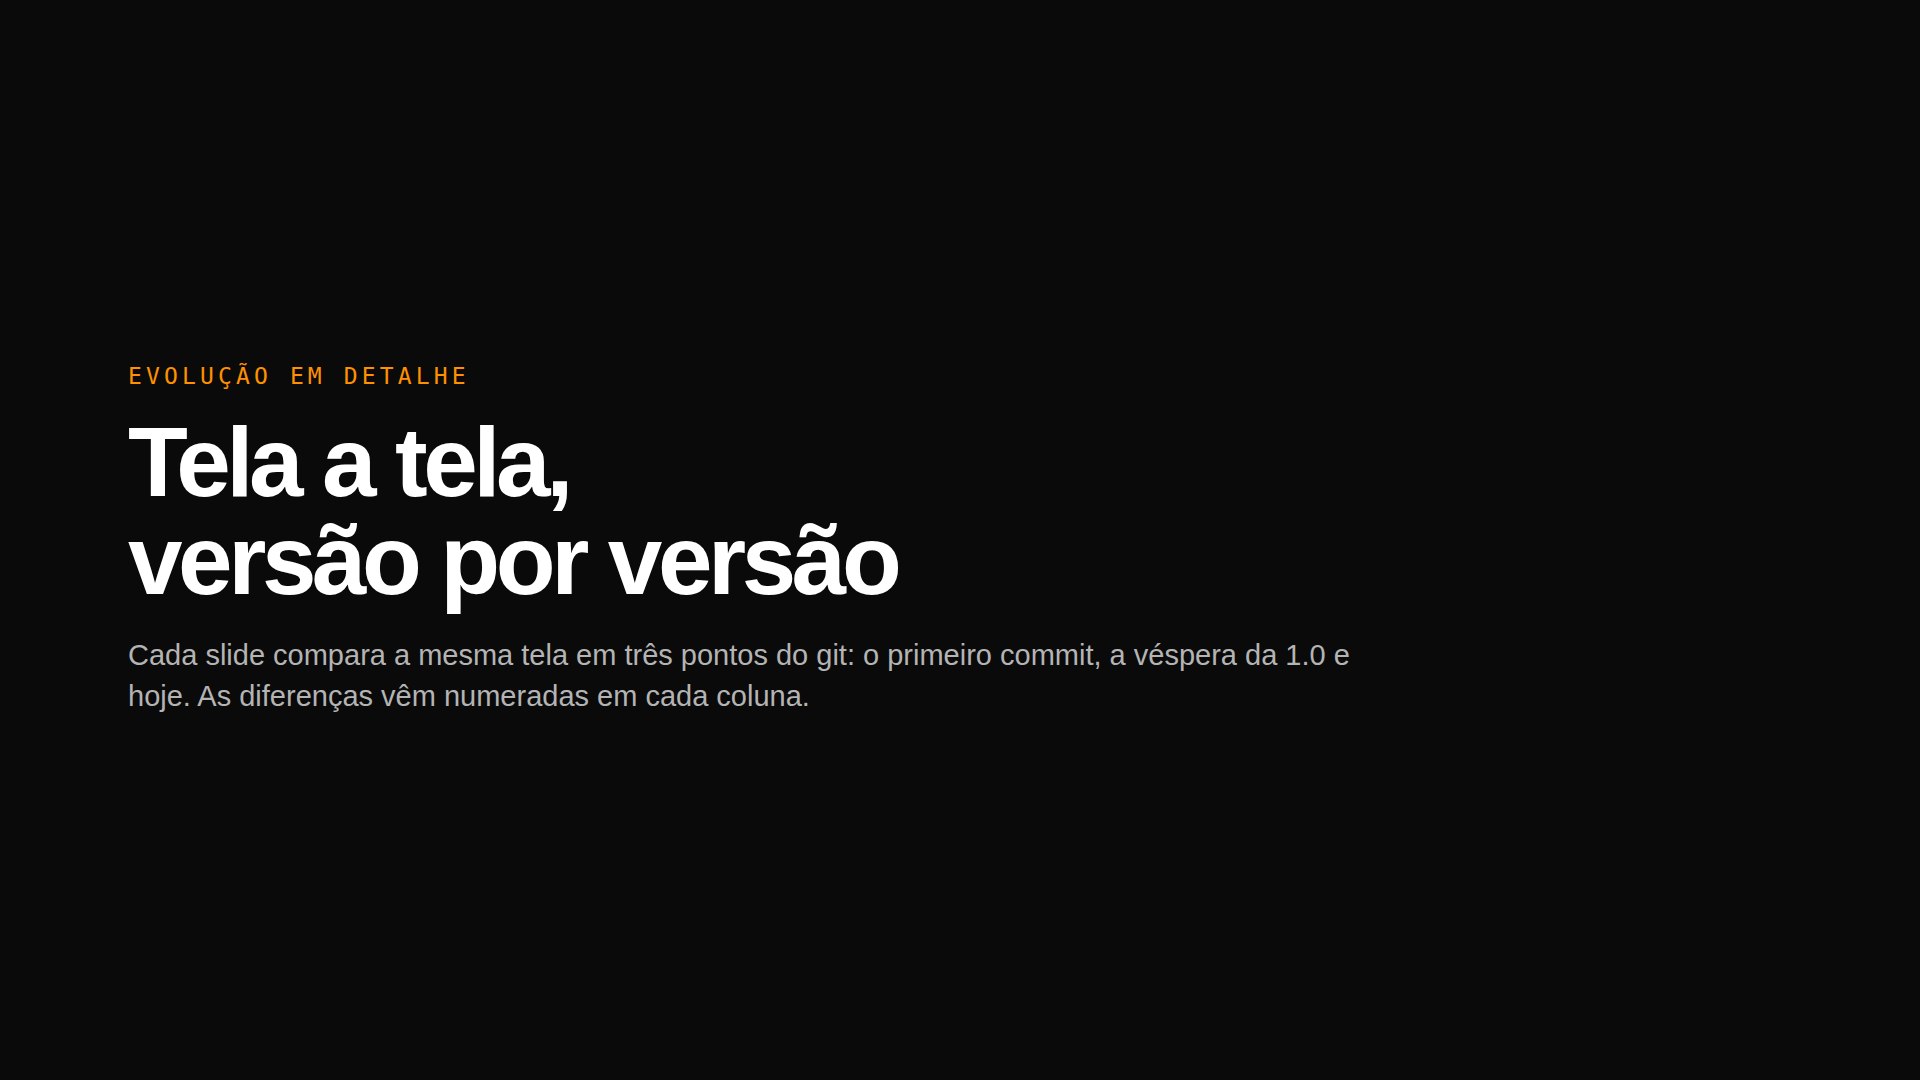 EVOLUÇÃO EM DETALHE
Tela a tela,
versão por versão
Cada slide compara a mesma tela em três pontos do git: o primeiro commit, a véspera da 1.0 e
hoje. As diferenças vêm numeradas em cada coluna.